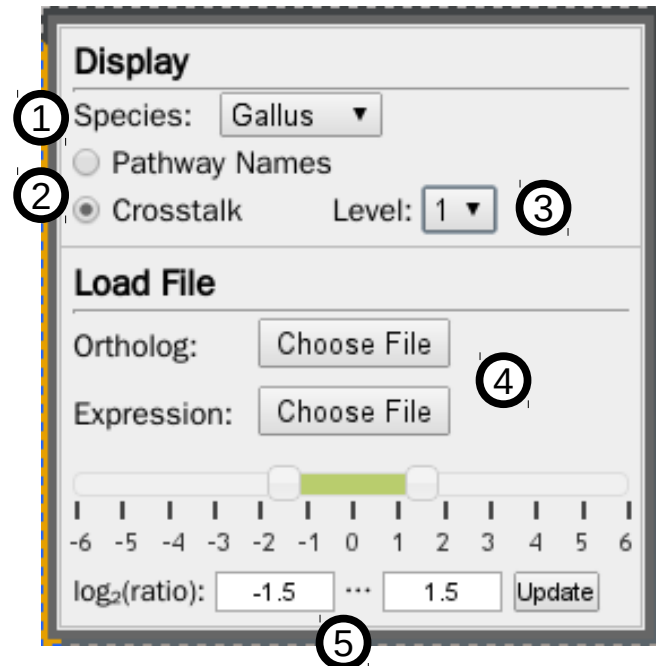 Display
1 Species: Gallus ▼
Pathway Names
2 Crosstalk Level: 1 ▼ 3
Load File
Ortholog: Choose File
4
Expression: Choose File
-6 -5 -4 -3 -2 -1 0 1 2 3 4 5 6
log₂(ratio): -1.5 ··· 1.5 Update
5